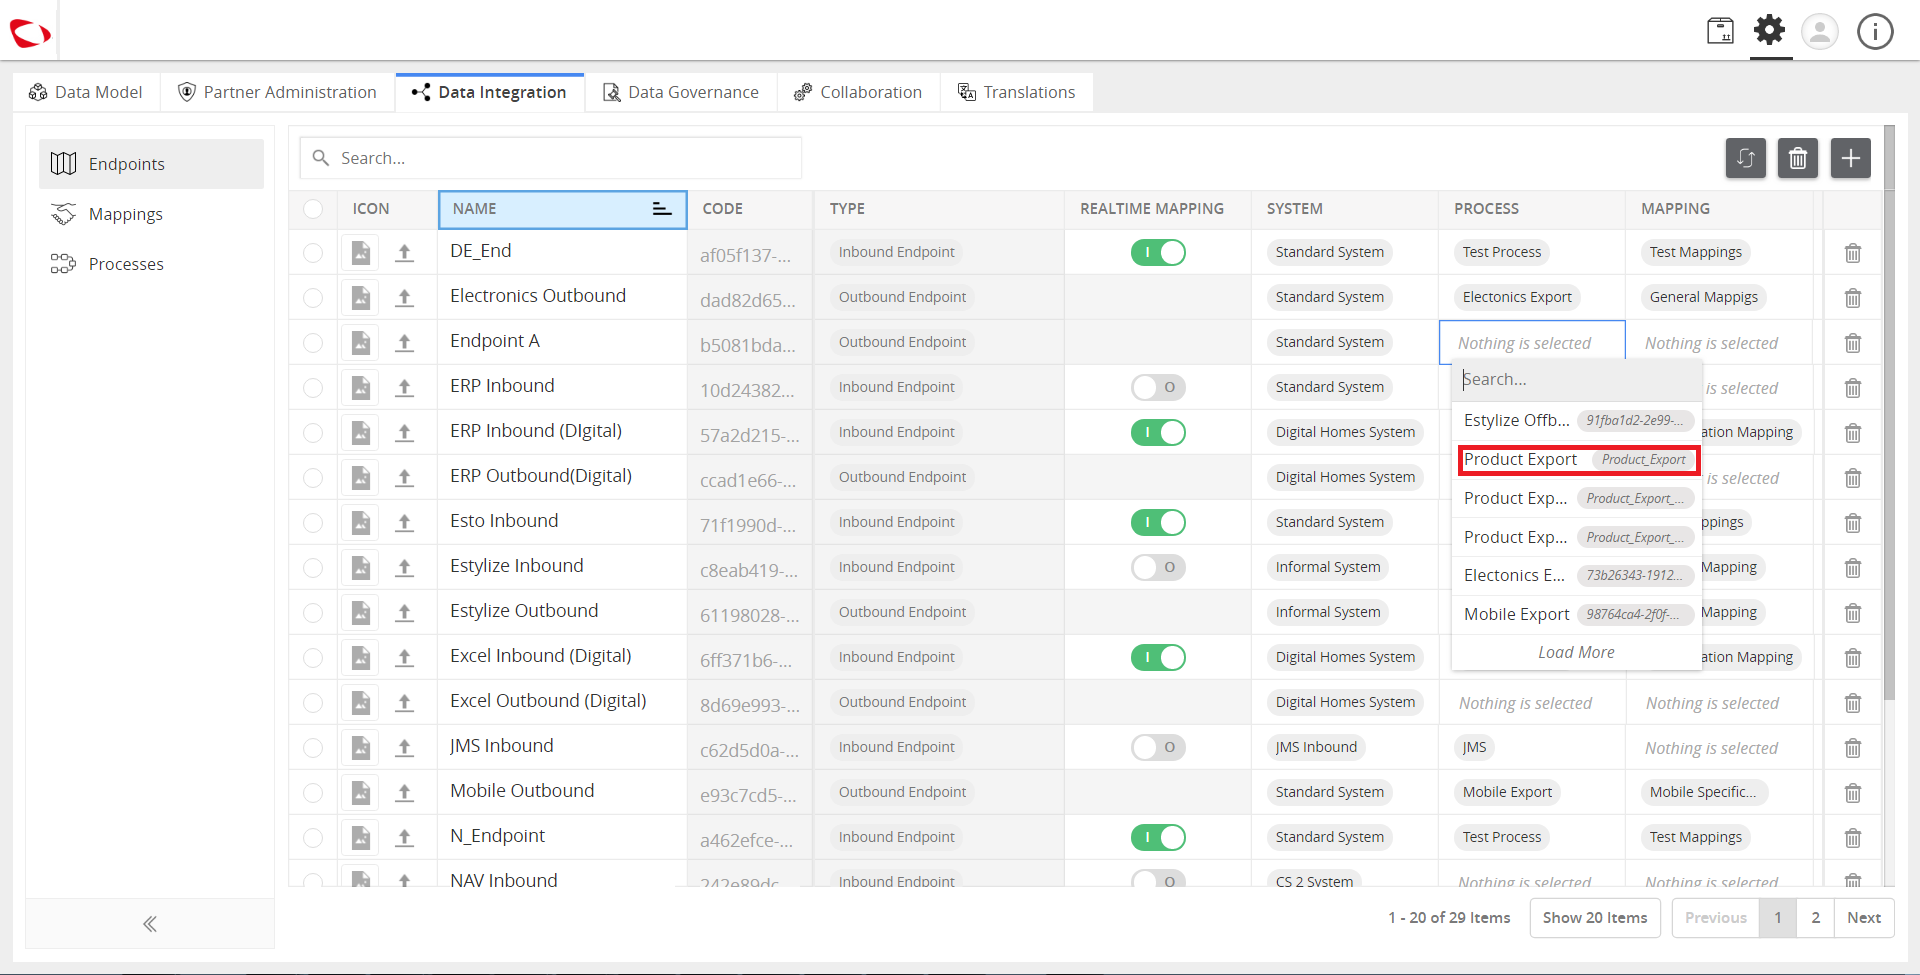 Data Model
Partner Administration
Data Integration
Data Governance
Collaboration
Translations
Endpoints
Mappings
Processes
Search...
ICON NAME CODE TYPE REALTIME MAPPING SYSTEM PROCESS MAPPING
DE_End af05f137-... Inbound Endpoint I Standard System Test Process Test Mappings
Electronics Outbound dad82d65... Outbound Endpoint Standard System Electonics Export General Mappigs
Endpoint A b5081bda... Outbound Endpoint Standard System Nothing is selected Nothing is selected
ERP Inbound 10d24382... Inbound Endpoint O Standard System is selected
ERP Inbound (DIgital) 57a2d215-... Inbound Endpoint I Digital Homes System ation Mapping
ERP Outbound(Digital) ccad1e66-... Outbound Endpoint Digital Homes System is selected
Esto Inbound 71f1990d-... Inbound Endpoint I Standard System ppings
Estylize Inbound c8eab419-... Inbound Endpoint O Informal System Mapping
Estylize Outbound 61198028-... Outbound Endpoint Informal System Mapping
Excel Inbound (Digital) 6ff371b6-... Inbound Endpoint I Digital Homes System ation Mapping
Excel Outbound (Digital) 8d69e993-... Outbound Endpoint Digital Homes System Nothing is selected Nothing is selected
JMS Inbound c62d5d0a-... Inbound Endpoint O JMS Inbound JMS Nothing is selected
Mobile Outbound e93c7cd5-... Outbound Endpoint Standard System Mobile Export Mobile Specific...
N_Endpoint a462efce-... Inbound Endpoint I Standard System Test Process Test Mappings
NAV Inbound 242e89dc Inbound Endpoint O CS 2 System Nothing is selected Nothing is selected
Search...
Estylize Offb... 91fba1d2-2e99-...
Product Export Product_Export
Product Exp... Product_Export_...
Product Exp... Product_Export_...
Electonics E... 73b26343-1912...
Mobile Export 98764ca4-2f0f-...
Load More
1 - 20 of 29 Items Show 20 Items Previous 1 2 Next